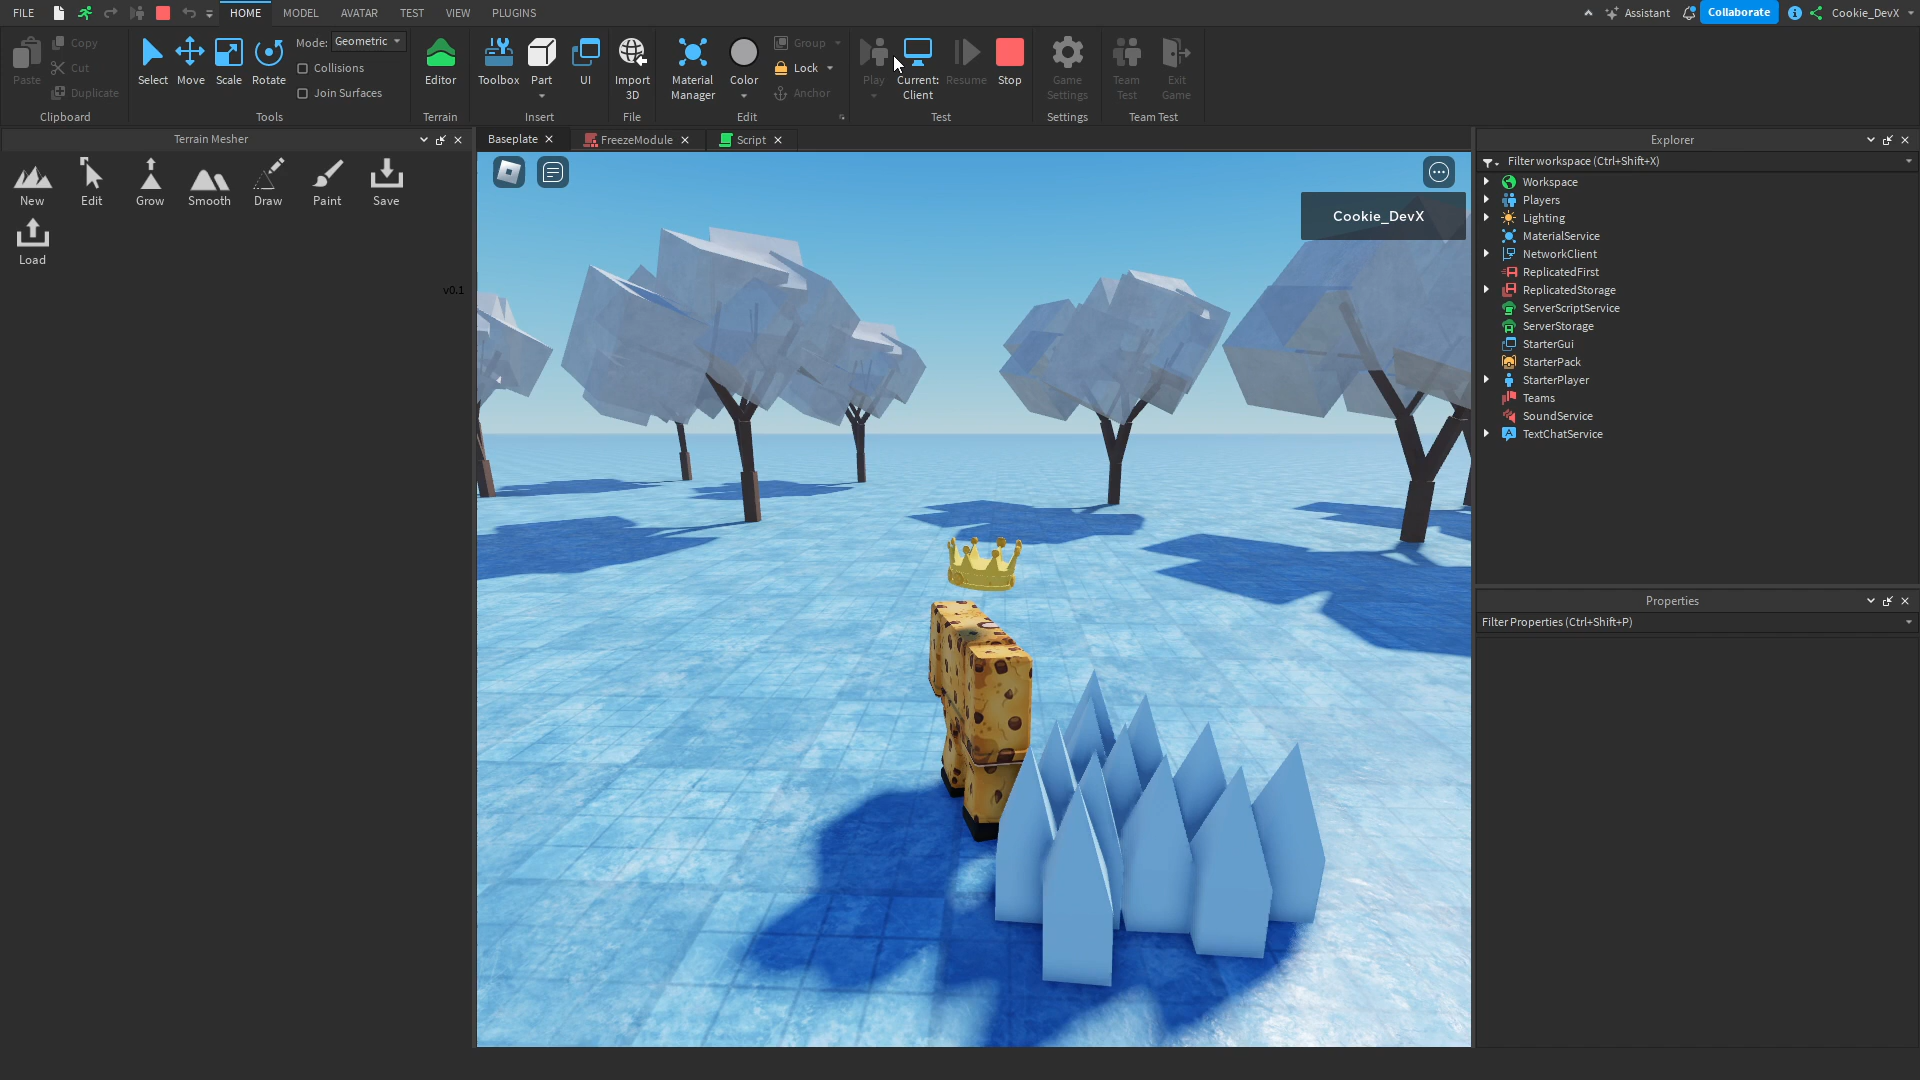 FILE HOME MODEL AVATAR TEST VIEW PLUGINS Assistant Collaborate Cookie_DevX
Paste Copy Cut Duplicate
Clipboard
Select Move Scale Rotate Mode: Geometric Collisions Join Surfaces
Tools
Editor
Terrain
Toolbox Part UI
Insert
Import 3D
File
Material Manager Color Group Lock Anchor
Edit
Play Current: Client Resume Stop
Test
Game Settings
Settings
Team Test Exit Game
Team Test
Terrain Mesher
New Edit Grow Smooth Draw Paint Save
Load
v0.1
Baseplate FreezeModule Script
Cookie_DevX
Explorer
Filter workspace (Ctrl+Shift+X)
Workspace
Players
Lighting
MaterialService
NetworkClient
ReplicatedFirst
ReplicatedStorage
ServerScriptService
ServerStorage
StarterGui
StarterPack
StarterPlayer
Teams
SoundService
TextChatService
Properties
Filter Properties (Ctrl+Shift+P)